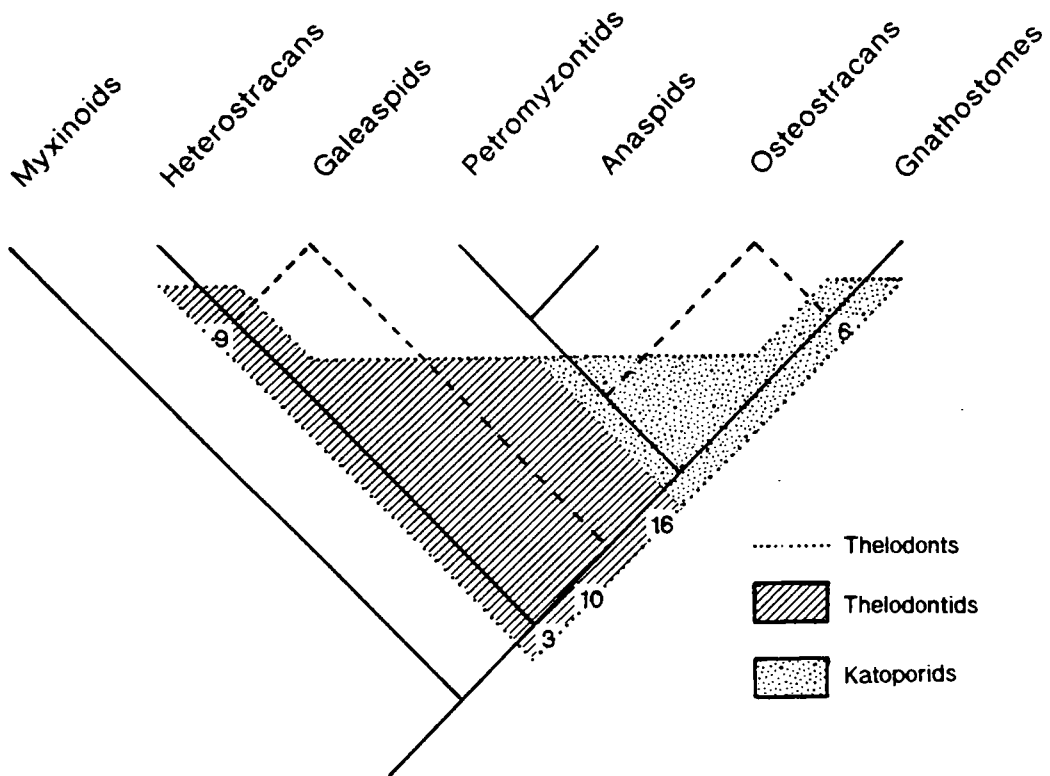 Myxinoids
Heterostracans
Galeaspids
Petromyzontids
Anaspids
Osteostracans
Gnathostomes
9
6
16
10
3
Thelodonts
Thelodontids
Katoporids